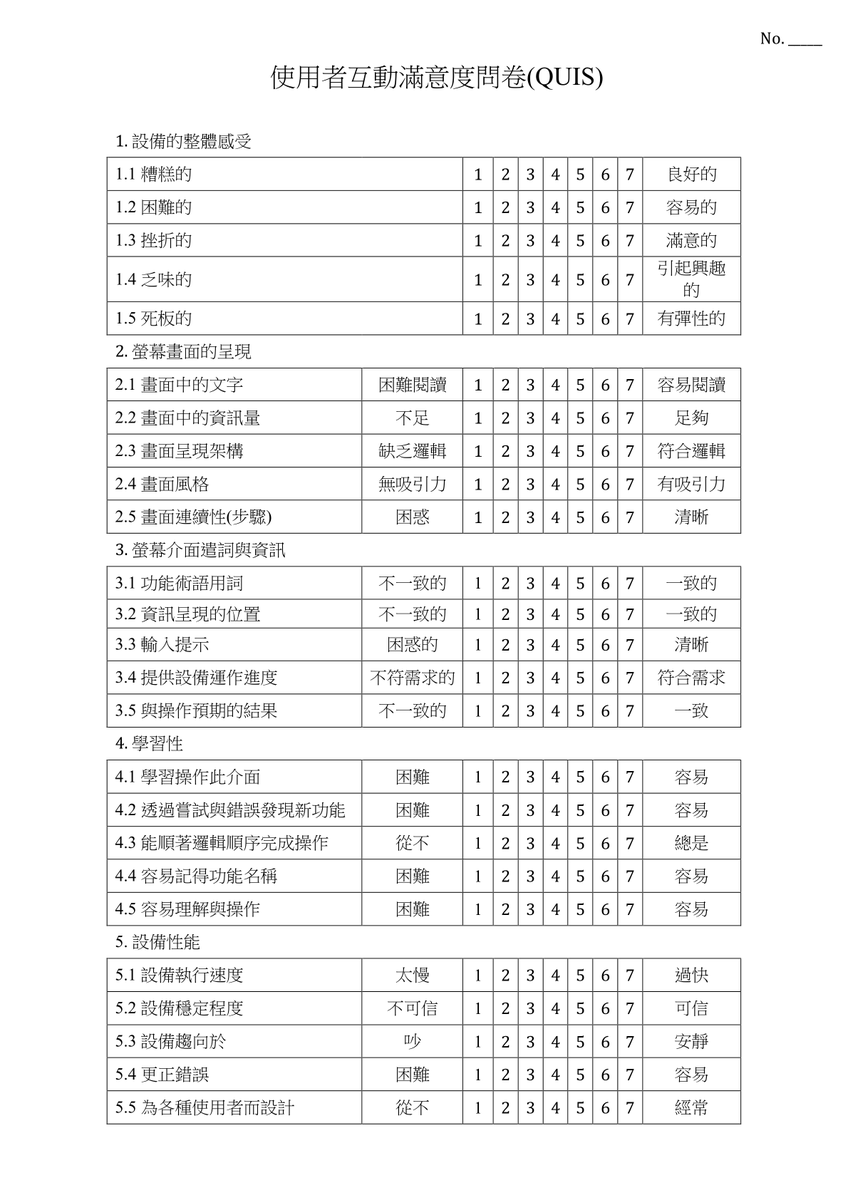 No. _____
使用者互動滿意度問卷(QUIS)
1. 設備的整體感受
1.1 糟糕的 1 2 3 4 5 6 7 良好的
1.2 困難的 1 2 3 4 5 6 7 容易的
1.3 挫折的 1 2 3 4 5 6 7 滿意的
1.4 乏味的 1 2 3 4 5 6 7 引起興趣
的
1.5 死板的 1 2 3 4 5 6 7 有彈性的
2. 螢幕畫面的呈現
2.1 畫面中的文字 困難閱讀 1 2 3 4 5 6 7 容易閱讀
2.2 畫面中的資訊量 不足 1 2 3 4 5 6 7 足夠
2.3 畫面呈現架構 缺乏邏輯 1 2 3 4 5 6 7 符合邏輯
2.4 畫面風格 無吸引力 1 2 3 4 5 6 7 有吸引力
2.5 畫面連續性(步驟) 困惑 1 2 3 4 5 6 7 清晰
3. 螢幕介面遣詞與資訊
3.1 功能術語用詞 不一致的 1 2 3 4 5 6 7 一致的
3.2 資訊呈現的位置 不一致的 1 2 3 4 5 6 7 一致的
3.3 輸入提示 困惑的 1 2 3 4 5 6 7 清晰
3.4 提供設備運作進度 不符需求的 1 2 3 4 5 6 7 符合需求
3.5 與操作預期的結果 不一致的 1 2 3 4 5 6 7 一致
4. 學習性
4.1 學習操作此介面 困難 1 2 3 4 5 6 7 容易
4.2 透過嘗試與錯誤發現新功能 困難 1 2 3 4 5 6 7 容易
4.3 能順著邏輯順序完成操作 從不 1 2 3 4 5 6 7 總是
4.4 容易記得功能名稱 困難 1 2 3 4 5 6 7 容易
4.5 容易理解與操作 困難 1 2 3 4 5 6 7 容易
5. 設備性能
5.1 設備執行速度 太慢 1 2 3 4 5 6 7 過快
5.2 設備穩定程度 不可信 1 2 3 4 5 6 7 可信
5.3 設備趨向於 吵 1 2 3 4 5 6 7 安靜
5.4 更正錯誤 困難 1 2 3 4 5 6 7 容易
5.5 為各種使用者而設計 從不 1 2 3 4 5 6 7 經常